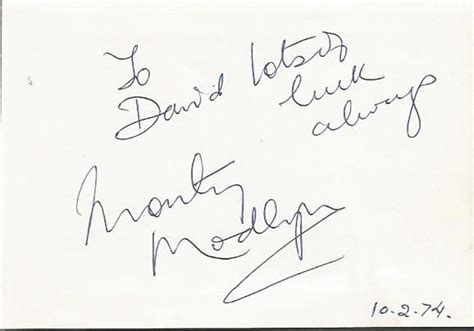 To
David lots of
luck
always
Monty
Modlyn
10.2.74.